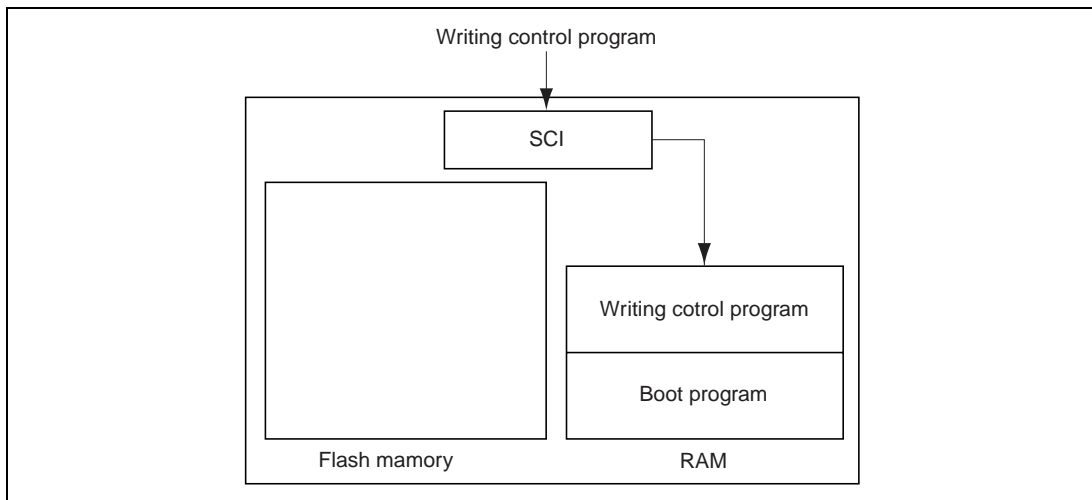 Writing control program
SCI
Writing cotrol program
Boot program
Flash mamory
RAM